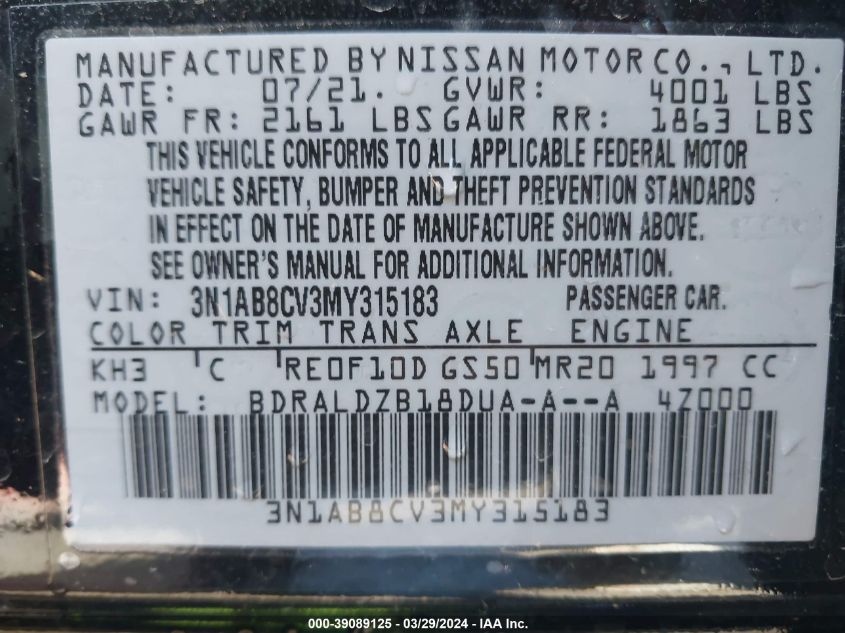 MANUFACTURED BY NISSAN MOTOR CO., LTD.
DATE: 07/21. GVWR: 4001 LBS
GAWR FR: 2161 LBS GAWR RR: 1863 LBS
THIS VEHICLE CONFORMS TO ALL APPLICABLE FEDERAL MOTOR
VEHICLE SAFETY, BUMPER AND THEFT PREVENTION STANDARDS
IN EFFECT ON THE DATE OF MANUFACTURE SHOWN ABOVE.
SEE OWNER'S MANUAL FOR ADDITIONAL INFORMATION.
VIN: 3N1AB8CV3MY315183 PASSENGER CAR.
COLOR TRIM TRANS AXLE ENGINE
KH3 C RE0F10D GS50 MR20 1997 CC
MODEL: BDRALDZB18DUA-A--A 4Z000
3N1AB8CV3MY315183
000-39089125 - 03/29/2024 - IAA Inc.